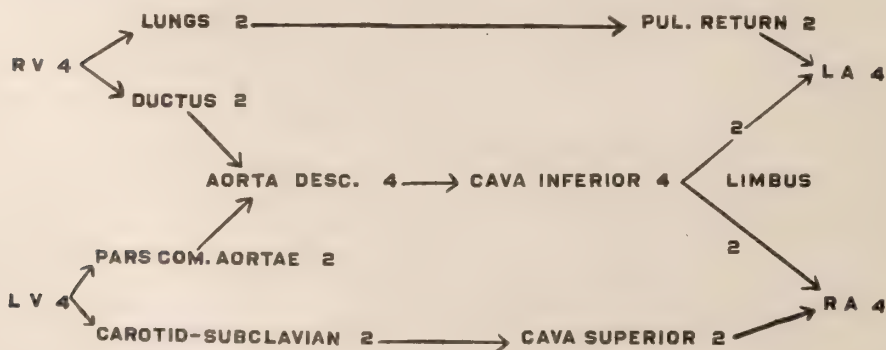 LUNGS 2 PUL. RETURN 2
RV 4 LA 4
DUCTUS 2
2
AORTA DESC. 4 CAVA INFERIOR 4 LIMBUS
2
PARS COM. AORTAE 2
LV 4 RA 4
CAROTID-SUBCLAVIAN 2 CAVA SUPERIOR 2